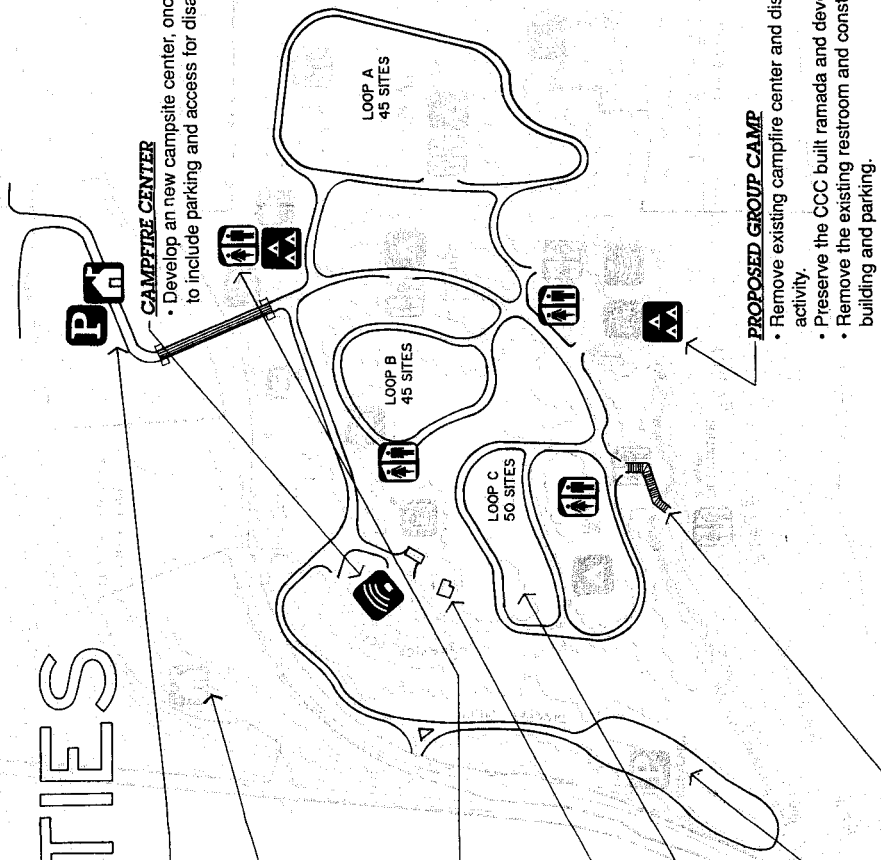 TIES
P
CAMPFIRE CENTER
• Develop an new campsite center, onc
to include parking and access for disa
LOOP A
45 SITES
LOOP B
45 SITES
LOOP C
50 SITES
PROPOSED GROUP CAMP
• Remove existing campfire center and dis
activity.
• Preserve the CCC built ramada and deve
• Remove the existing restroom and const
building and parking.